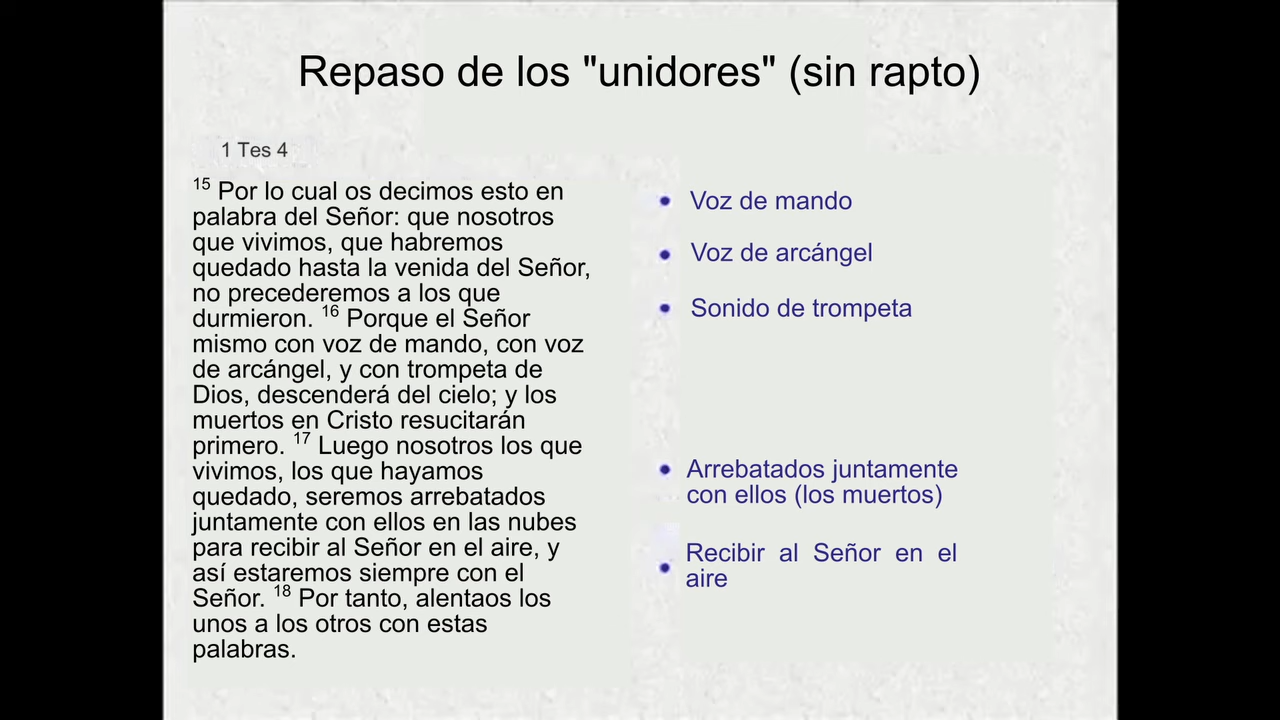 Repaso de los "unidores" (sin rapto)
1 Tes 4
15 Por lo cual os decimos esto en
palabra del Señor: que nosotros
que vivimos, que habremos
quedado hasta la venida del Señor,
no precederemos a los que
durmieron. 16 Porque el Señor
mismo con voz de mando, con voz
de arcángel, y con trompeta de
Dios, descenderá del cielo; y los
muertos en Cristo resucitarán
primero. 17 Luego nosotros los que
vivimos, los que hayamos
quedado, seremos arrebatados
juntamente con ellos en las nubes
para recibir al Señor en el aire, y
así estaremos siempre con el
Señor. 18 Por tanto, alentaos los
unos a los otros con estas
palabras.
• Voz de mando
• Voz de arcángel
• Sonido de trompeta
• Arrebatados juntamente
con ellos (los muertos)
• Recibir al Señor en el
aire